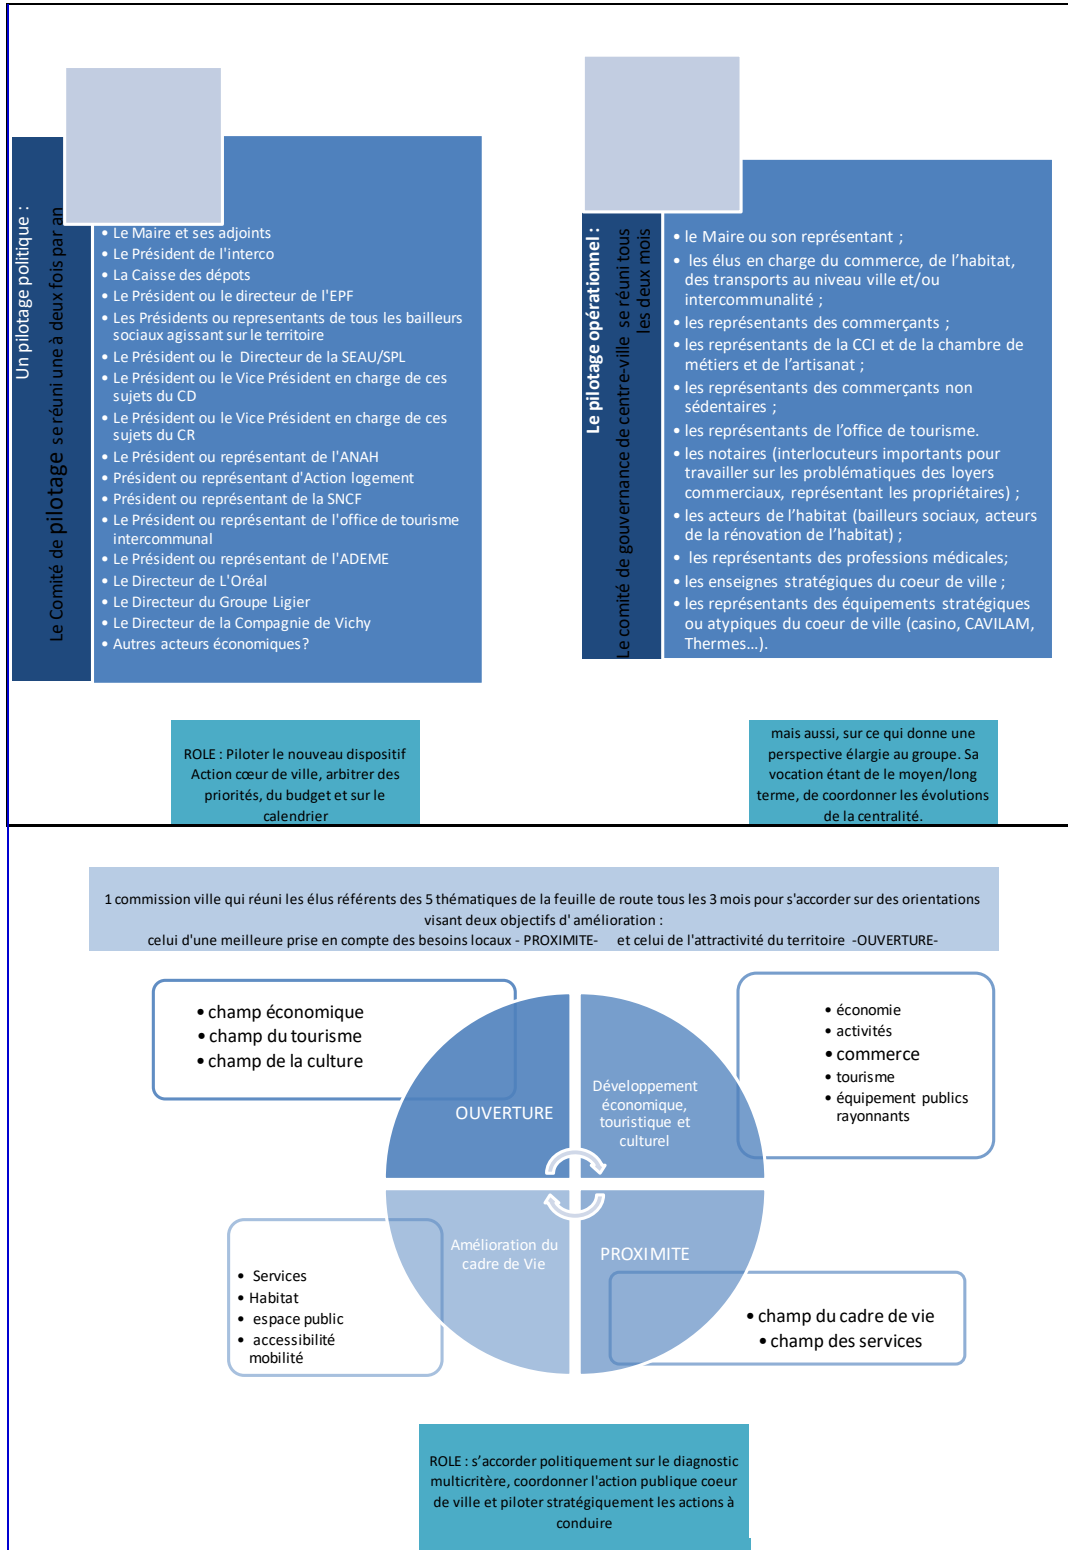 Un pilotage politique :
Le Comité de pilotage se réuni une à deux fois par an
• Le Maire et ses adjoints
• Le Président de l'interco
• La Caisse des dépots
• Le Président ou le directeur de l'EPF
• Les Présidents ou representants de tous les bailleurs
sociaux agissant sur le territoire
• Le Président ou le Directeur de la SEAU/SPL
• Le Président ou le Vice Président en charge de ces
sujets du CD
• Le Président ou le Vice Président en charge de ces
sujets du CR
• Le Président ou représentant de l'ANAH
• Président ou représentant d'Action logement
• Président ou représentant de la SNCF
• Le Président ou représentant de l'office de tourisme
intercommunal
• Le Président ou représentant de l'ADEME
• Le Directeur de L'Oréal
• Le Directeur du Groupe Ligier
• Le Directeur de la Compagnie de Vichy
• Autres acteurs économiques?
ROLE : Piloter le nouveau dispositif
Action cœur de ville, arbitrer des
priorités, du budget et sur le
calendrier
Le pilotage opérationnel :
Le comité de gouvernance de centre-ville se réuni tous
les deux mois
• le Maire ou son représentant ;
• les élus en charge du commerce, de l’habitat,
des transports au niveau ville et/ou
intercommunalité ;
• les représentants des commerçants ;
• les représentants de la CCI et de la chambre de
métiers et de l’artisanat ;
• les représentants des commerçants non
sédentaires ;
• les représentants de l’office de tourisme.
• les notaires (interlocuteurs importants pour
travailler sur les problématiques des loyers
commerciaux, représentant les propriétaires) ;
• les acteurs de l’habitat (bailleurs sociaux, acteurs
de la rénovation de l’habitat) ;
• les représentants des professions médicales;
• les enseignes stratégiques du coeur de ville ;
• les représentants des équipements stratégiques
ou atypiques du coeur de ville (casino, CAVILAM,
Thermes…).
mais aussi, sur ce qui donne une
perspective élargie au groupe. Sa
vocation étant de le moyen/long
terme, de coordonner les évolutions
de la centralité.
1 commission ville qui réuni les élus référents des 5 thématiques de la feuille de route tous les 3 mois pour s'accorder sur des orientations
visant deux objectifs d' amélioration :
celui d'une meilleure prise en compte des besoins locaux - PROXIMITE- et celui de l'attractivité du territoire -OUVERTURE-
• champ économique
• champ du tourisme
• champ de la culture
OUVERTURE
Développement
économique,
touristique et
culturel
• économie
• activités
• commerce
• tourisme
• équipement publics
rayonnants
Amélioration du
cadre de Vie
PROXIMITE
• Services
• Habitat
• espace public
• accessibilité
mobilité
• champ du cadre de vie
• champ des services
ROLE : s’accorder politiquement sur le diagnostic
multicritère, coordonner l'action publique coeur
de ville et piloter stratégiquement les actions à
conduire